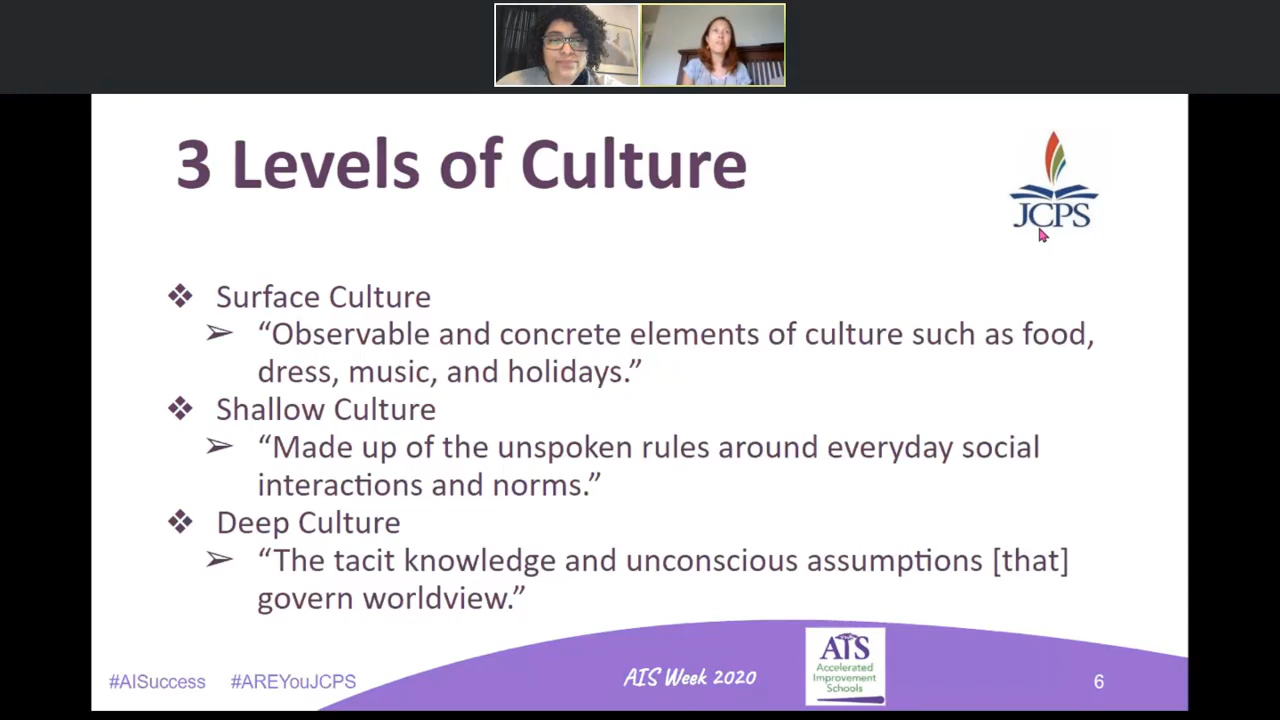 3 Levels of Culture
JCPS
❖ Surface Culture
➢ “Observable and concrete elements of culture such as food,
dress, music, and holidays.”
❖ Shallow Culture
➢ “Made up of the unspoken rules around everyday social
interactions and norms.”
❖ Deep Culture
➢ “The tacit knowledge and unconscious assumptions [that]
govern worldview.”
#AISuccess #AREYouJCPS
AIS Week 2020
AIS
Accelerated
Improvement
Schools
6